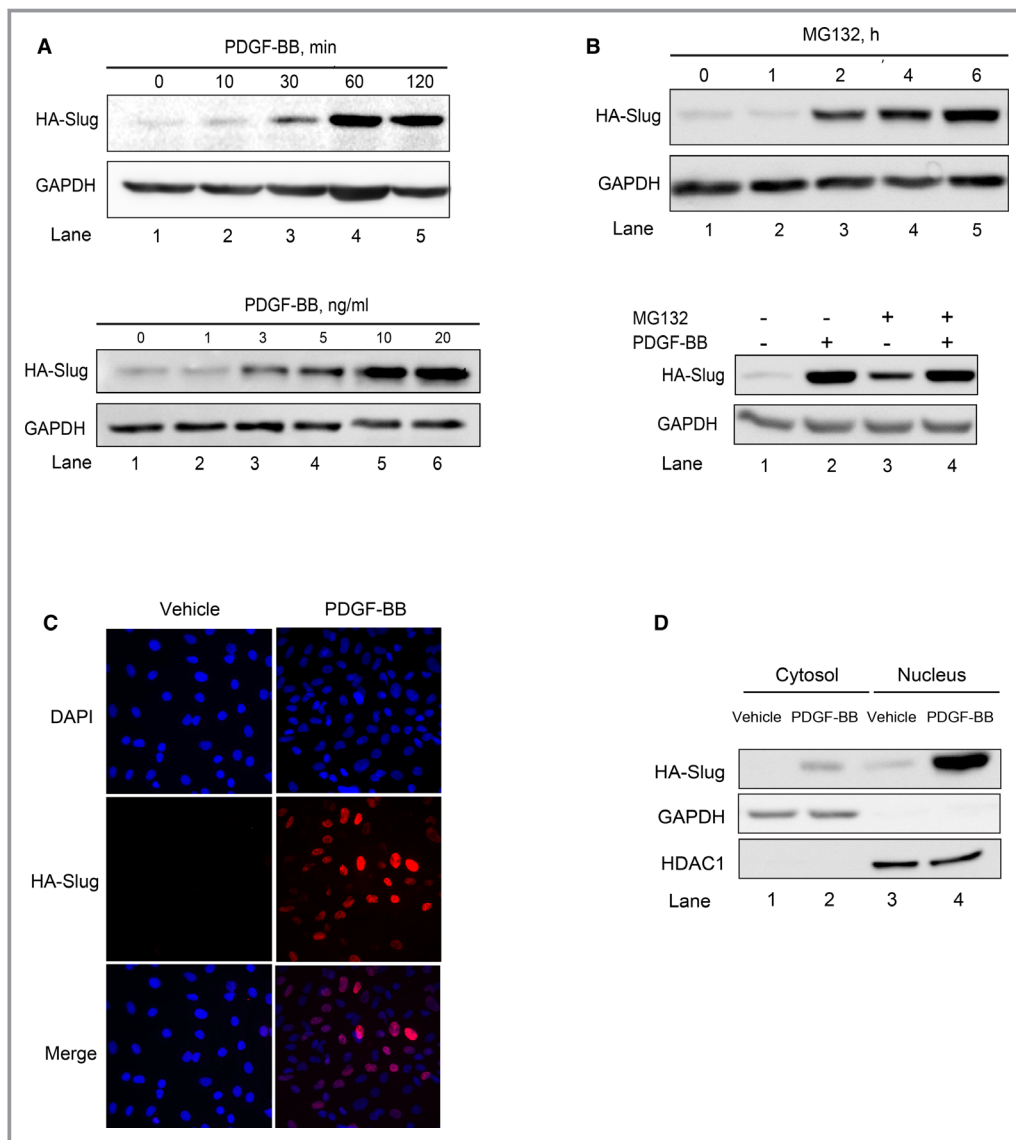 A
PDGF-BB, min
0 10 30 60 120
HA-Slug
GAPDH
Lane 1 2 3 4 5
PDGF-BB, ng/ml
0 1 3 5 10 20
HA-Slug
GAPDH
Lane 1 2 3 4 5 6
B
MG132, h
0 1 2 4 6
HA-Slug
GAPDH
Lane 1 2 3 4 5
MG132 - - + +
PDGF-BB - + - +
HA-Slug
GAPDH
Lane 1 2 3 4
C
Vehicle PDGF-BB
DAPI
HA-Slug
Merge
D
Cytosol Nucleus
Vehicle PDGF-BB Vehicle PDGF-BB
HA-Slug
GAPDH
HDAC1
Lane 1 2 3 4